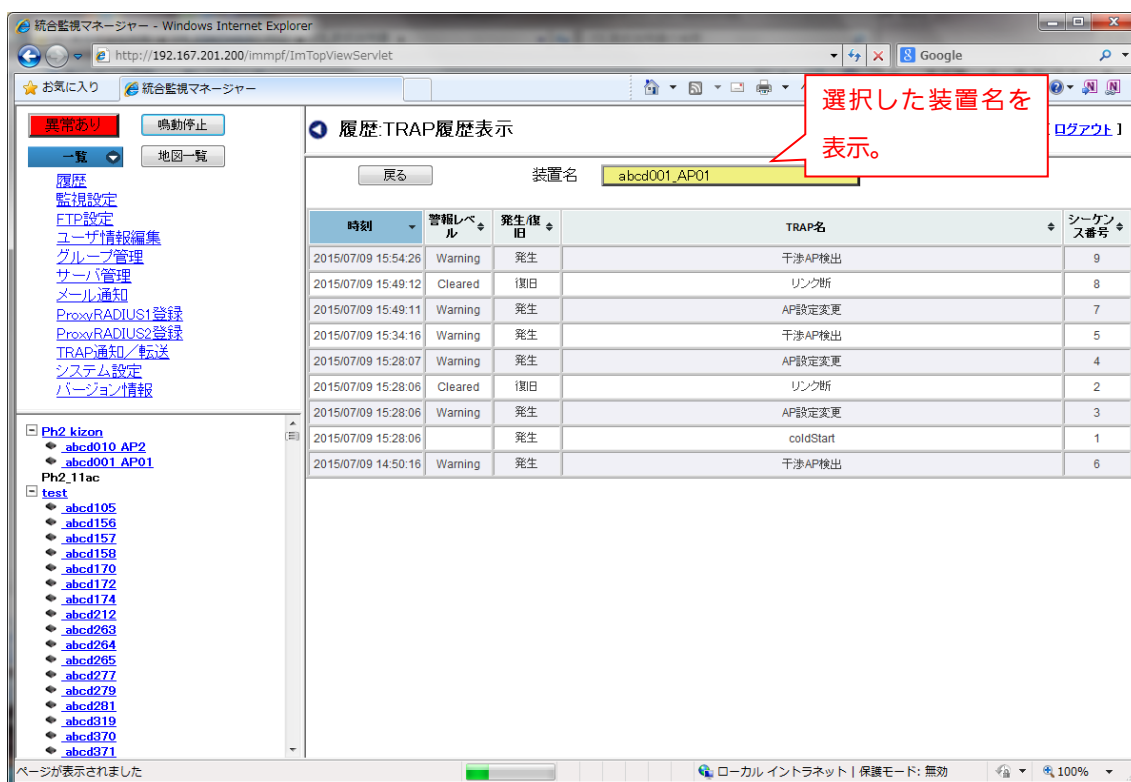 統合監視マネージャー - Windows Internet Explorer
http://192.167.201.200/immpf/ImTopViewServlet
Google
お気に入り
統合監視マネージャー
選択した装置名を
表示。
異常あり
鳴動停止
一覧
地図一覧
履歴
監視設定
FTP設定
ユーザ情報編集
グループ管理
サーバ管理
メール通知
ProxyRADIUS1登録
ProxyRADIUS2登録
TRAP通知／転送
システム設定
バージョン情報
Ph2 kizon
abcd010 AP2
abcd001 AP01
Ph2_11ac
test
abcd105
abcd156
abcd157
abcd158
abcd170
abcd172
abcd174
abcd212
abcd263
abcd264
abcd265
abcd277
abcd279
abcd281
abcd319
abcd370
abcd371
履歴:TRAP履歴表示
[ ログアウト ]
戻る
装置名
abcd001_AP01
時刻 警報レベル 発生/復旧 TRAP名 シーケンス番号
2015/07/09 15:54:26 Warning 発生 干渉AP検出 9
2015/07/09 15:49:12 Cleared 復旧 リンク断 8
2015/07/09 15:49:11 Warning 発生 AP設定変更 7
2015/07/09 15:34:16 Warning 発生 干渉AP検出 5
2015/07/09 15:28:07 Warning 発生 AP設定変更 4
2015/07/09 15:28:06 Cleared 復旧 リンク断 2
2015/07/09 15:28:06 Warning 発生 AP設定変更 3
2015/07/09 15:28:06 発生 coldStart 1
2015/07/09 14:50:16 Warning 発生 干渉AP検出 6
ページが表示されました
ローカル イントラネット | 保護モード: 無効
100%